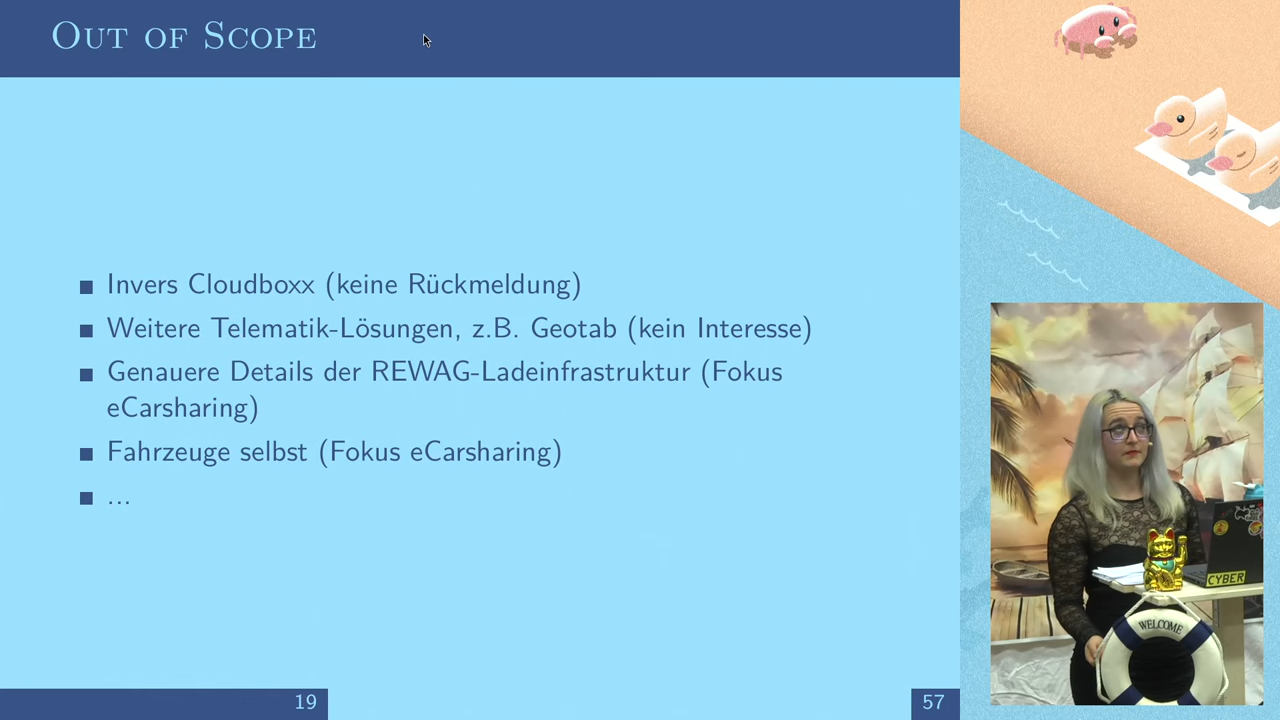 Out of Scope
Invers Cloudboxx (keine Rückmeldung)
Weitere Telematik-Lösungen, z.B. Geotab (kein Interesse)
Genauere Details der REWAG-Ladeinfrastruktur (Fokus
eCarsharing)
Fahrzeuge selbst (Fokus eCarsharing)
...
19
57
CYBER
WELCOME